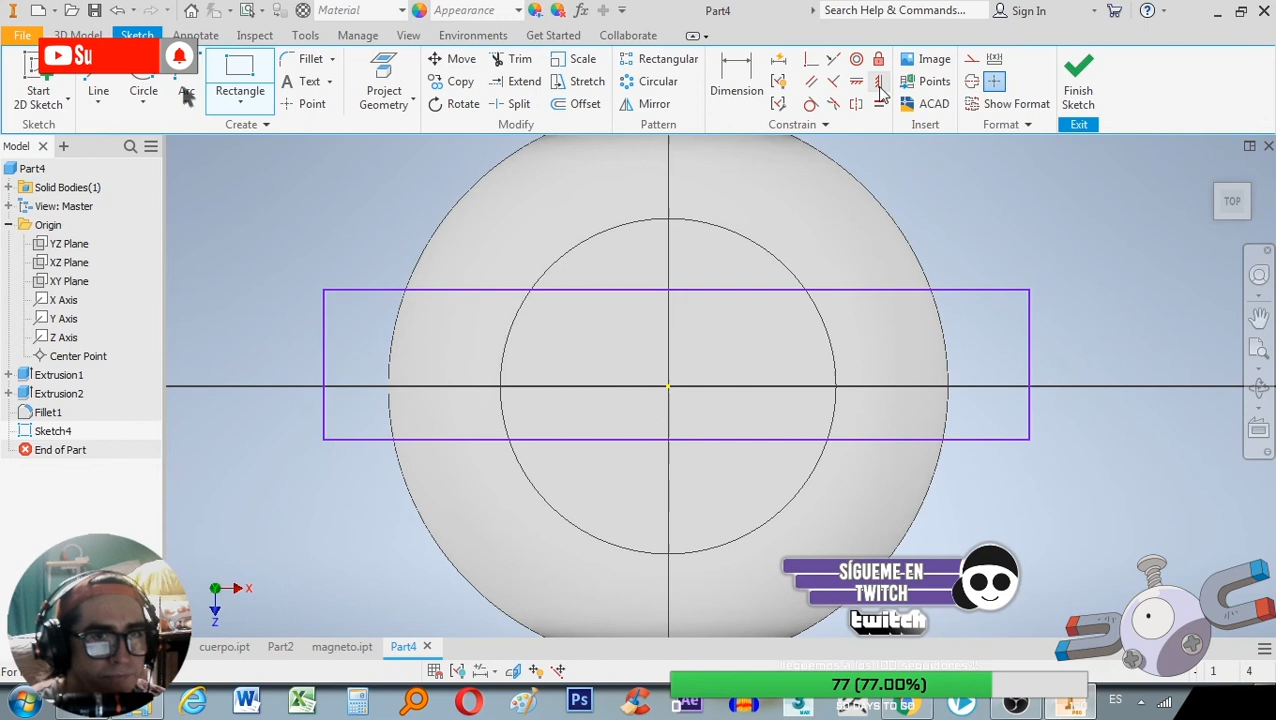 Material
Appearance
Part4
Search Help & Commands...
Sign In
File
3D Model
Sketch
Annotate
Inspect
Tools
Manage
View
Environments
Get Started
Collaborate
Su
Start
2D Sketch
Line
Circle
Arc
Rectangle
Fillet
Text
Point
Project
Geometry
Move
Trim
Scale
Copy
Extend
Stretch
Rotate
Split
Offset
Rectangular
Circular
Mirror
Dimension
Image
Points
ACAD
Show Format
Finish
Sketch
Sketch
Create
Modify
Pattern
Constrain
Insert
Format
Exit
Model
Part4
Solid Bodies(1)
View: Master
Origin
YZ Plane
XZ Plane
XY Plane
X Axis
Y Axis
Z Axis
Center Point
Extrusion1
Extrusion2
Fillet1
Sketch4
End of Part
TOP
X
Z
SÍGUEME EN
TWITCH
twitch
cuerpo.ipt
Part2
magneto.ipt
Part4
1
4
77 (77.00%)
ES